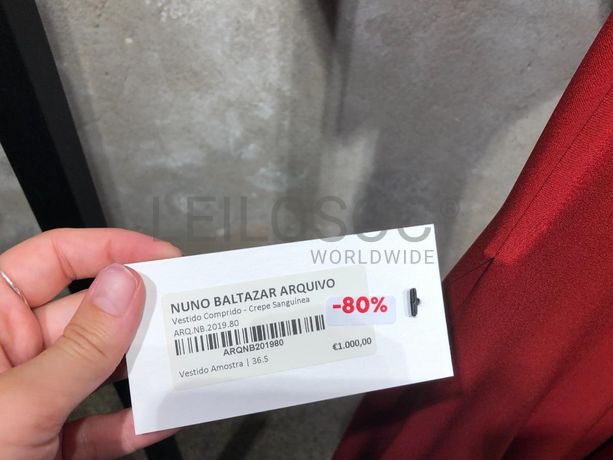 LEILOSOC®
WORLDWIDE
NUNO BALTAZAR ARQUIVO
Vestido Comprido - Crepe Sanguínea
ARQ.NB.2019.80
-80%
ARQNB201980
€1.000,00
Vestido Amostra | 36.5